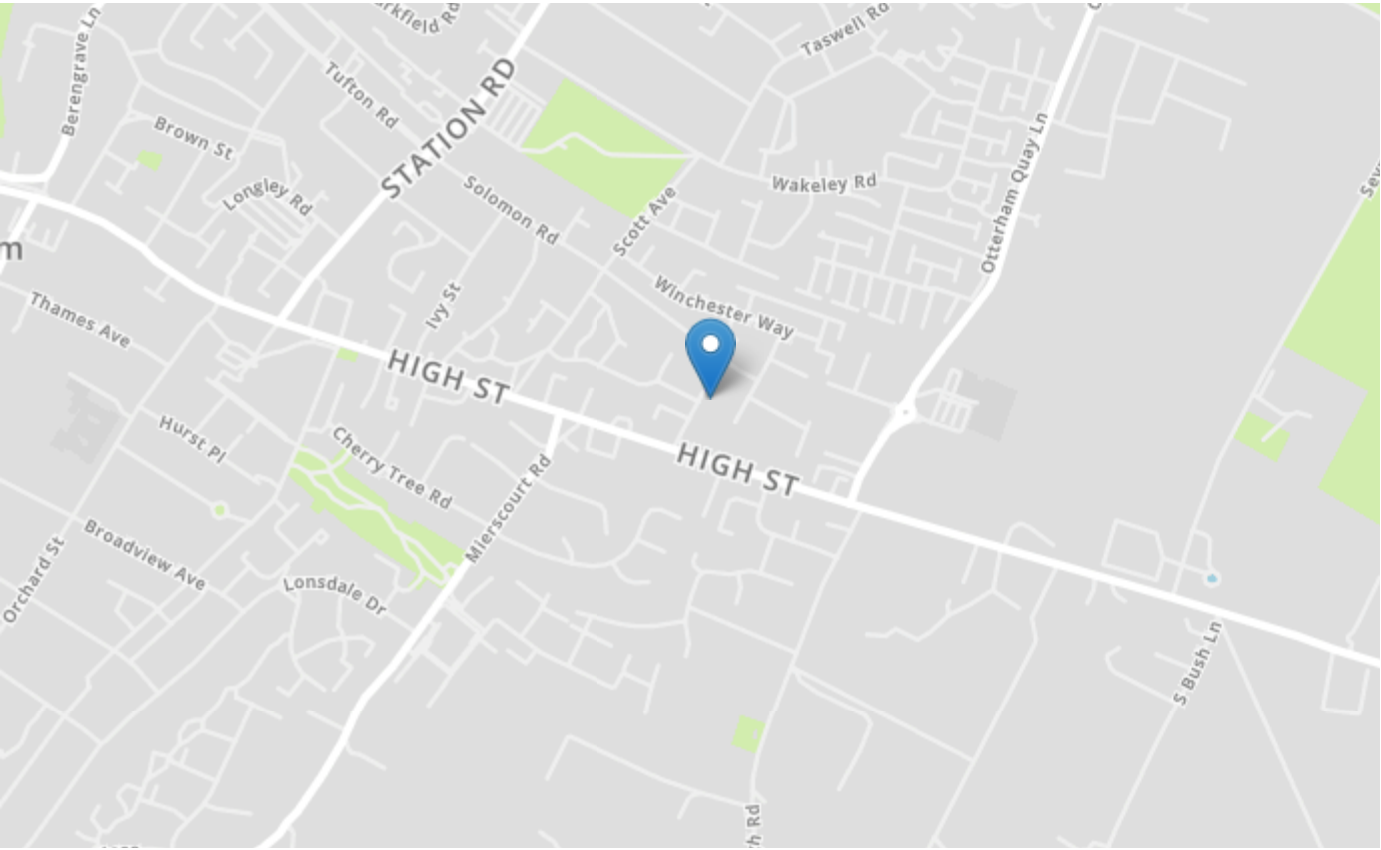 Berengrave Ln
Taswell Rd
Tufton Rd
STATION RD
Brown St
Longley Rd
Solomon Rd
Scott Ave
Wakeley Rd
Otterham Quay Ln
m
Ivy St
Winchester Way
Thames Ave
HIGH ST
Hurst Pl
Cherry Tree Rd
HIGH ST
Mierscourt Rd
Orchard St
Broadview Ave
Lonsdale Dr
S Bush Ln
Rd